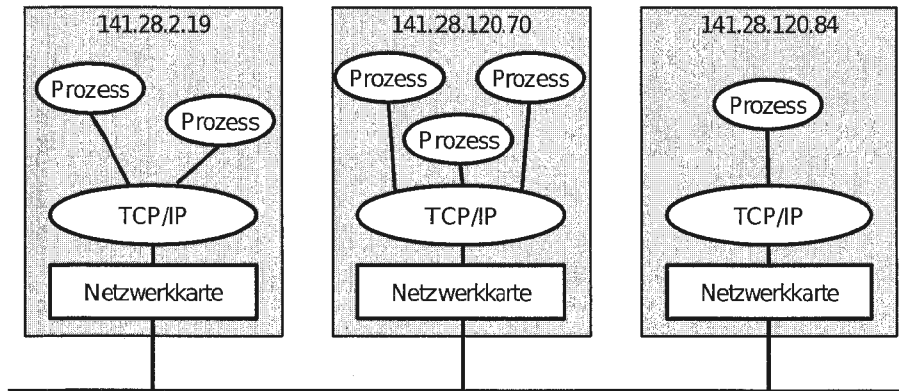 141.28.2.19
Prozess
Prozess
TCP/IP
Netzwerkkarte
141.28.120.70
Prozess
Prozess
Prozess
TCP/IP
Netzwerkkarte
141.28.120.84
Prozess
TCP/IP
Netzwerkkarte